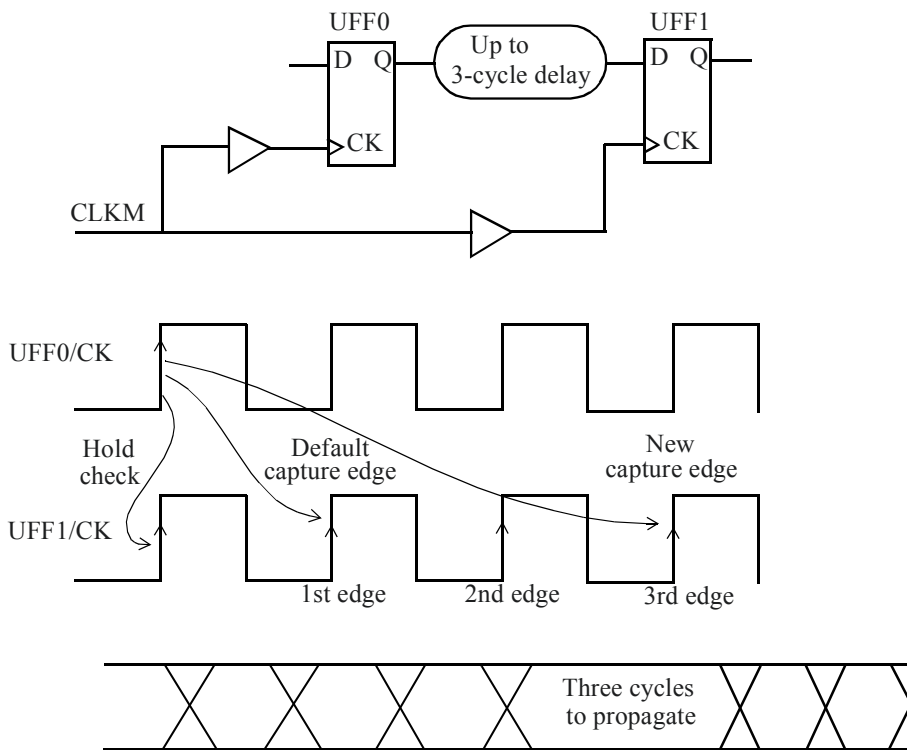 UFF0
UFF1
D Q
Up to
3-cycle delay
D Q
CK
CK
CLKM
UFF0/CK
Hold
check
Default
capture edge
New
capture edge
UFF1/CK
1st edge
2nd edge
3rd edge
Three cycles
to propagate